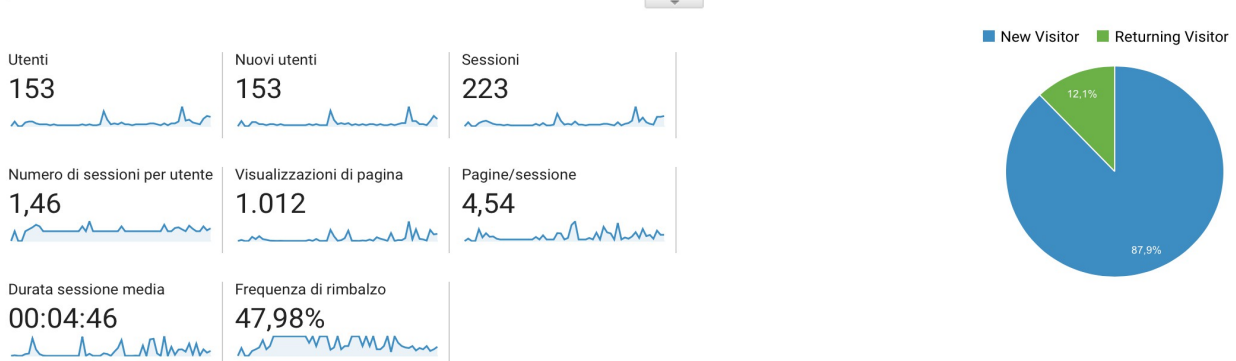 Utenti
153
Nuovi utenti
153
Sessioni
223
Numero di sessioni per utente
1,46
Visualizzazioni di pagina
1.012
Pagine/sessione
4,54
Durata sessione media
00:04:46
Frequenza di rimbalzo
47,98%
New Visitor
Returning Visitor
12,1%
87,9%